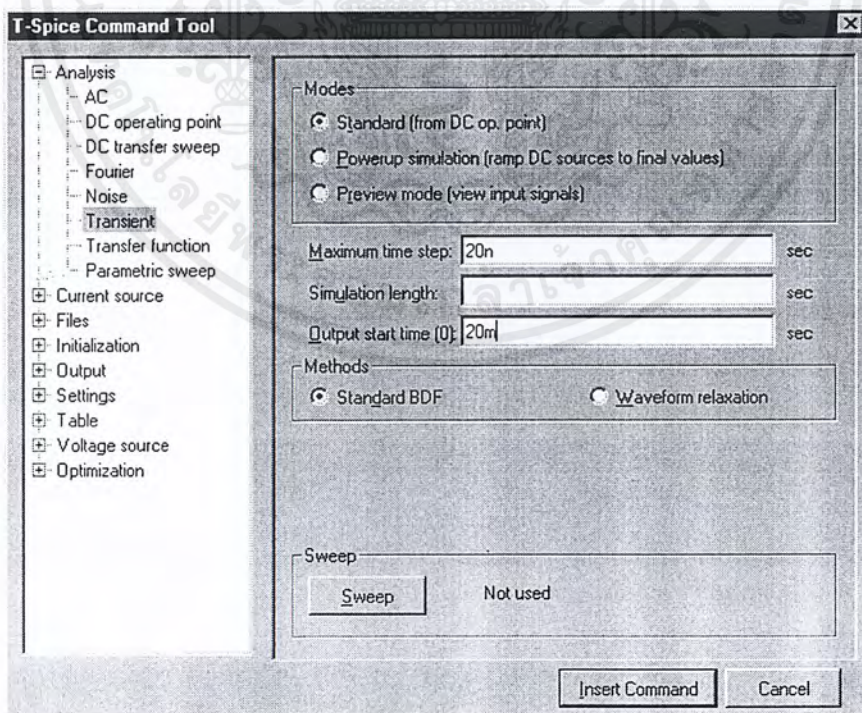 T-Spice Command Tool
Analysis
AC
DC operating point
DC transfer sweep
Fourier
Noise
Transient
Transfer function
Parametric sweep
Current source
Files
Initialization
Output
Settings
Table
Voltage source
Optimization
Modes
Standard (from DC op. point)
Powerup simulation (ramp DC sources to final values)
Preview mode (view input signals)
Maximum time step: 20n sec
Simulation length: sec
Output start time (0): 20m sec
Methods
Standard BDF
Waveform relaxation
Sweep
Sweep Not used
Insert Command Cancel